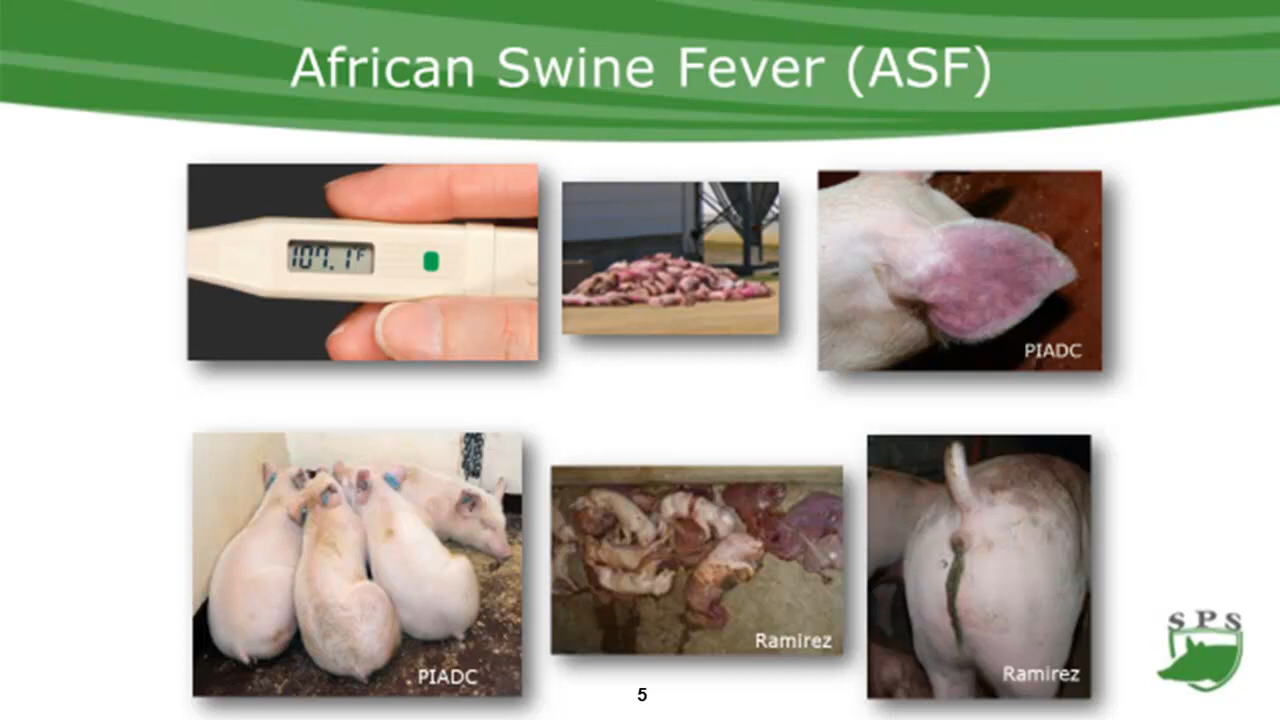 African Swine Fever (ASF)
107.1°F
PIADC
PIADC
Ramirez
Ramirez
SPS
5